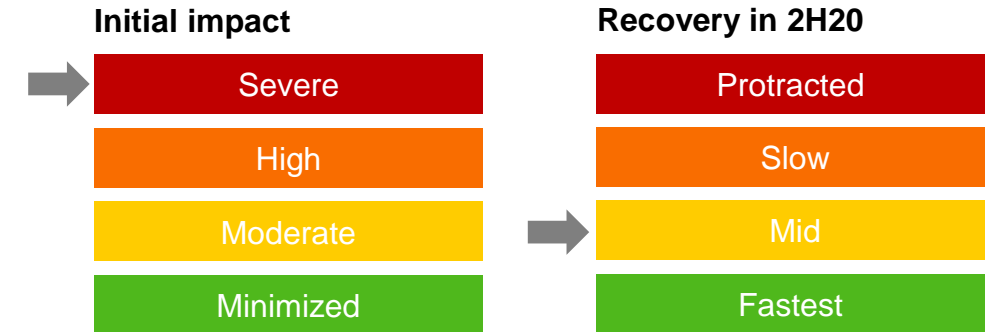 Initial impact
Severe
High
Moderate
Minimized
Recovery in 2H20
Protracted
Slow
Mid
Fastest